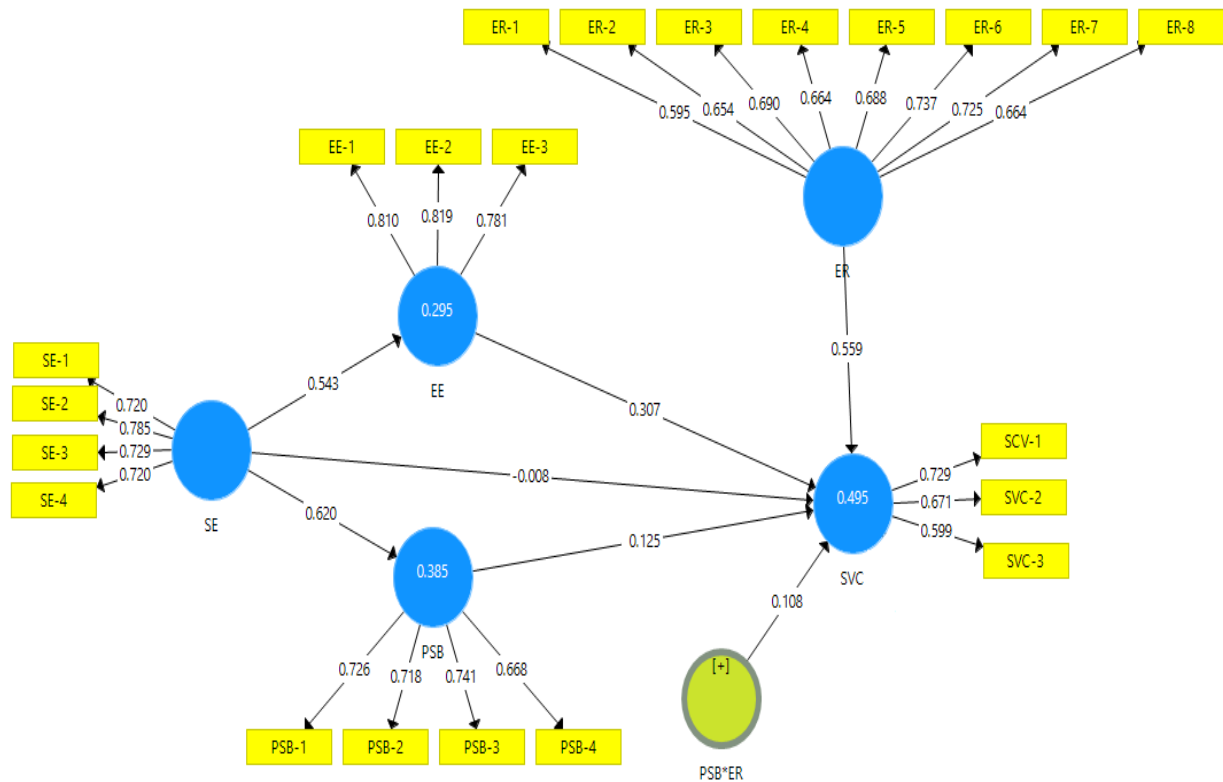 ER-1 ER-2 ER-3 ER-4 ER-5 ER-6 ER-7 ER-8
0.595 0.654 0.690 0.664 0.688 0.737 0.725 0.664
ER
EE-1 EE-2 EE-3
0.810 0.819 0.781
0.295
EE
0.559
SE-1
SE-2
SE-3
SE-4
0.720
0.785
0.729
0.720
SE
0.543
0.307
-0.008
0.620
0.125
0.385
PSB
0.726 0.718 0.741 0.668
PSB-1 PSB-2 PSB-3 PSB-4
0.495
SVC
0.729
0.671
0.599
SCV-1
SVC-2
SVC-3
0.108
[+]
PSB*ER